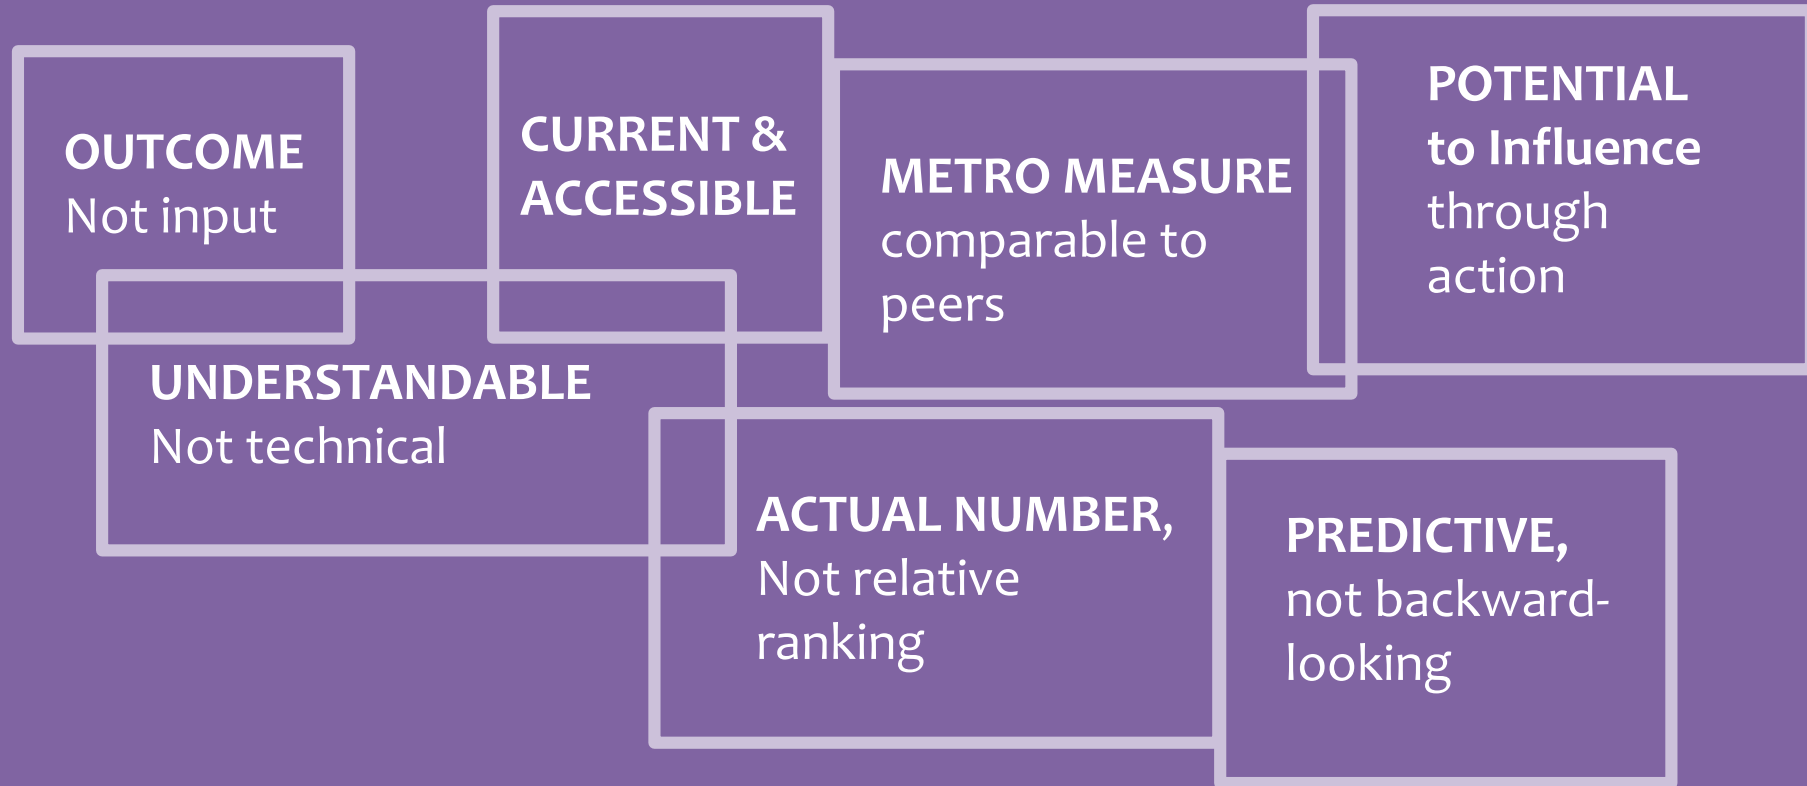 OUTCOME
Not input
CURRENT &
ACCESSIBLE
METRO MEASURE
comparable to
peers
POTENTIAL
to Influence
through
action
UNDERSTANDABLE
Not technical
ACTUAL NUMBER,
Not relative
ranking
PREDICTIVE,
not backward-
looking